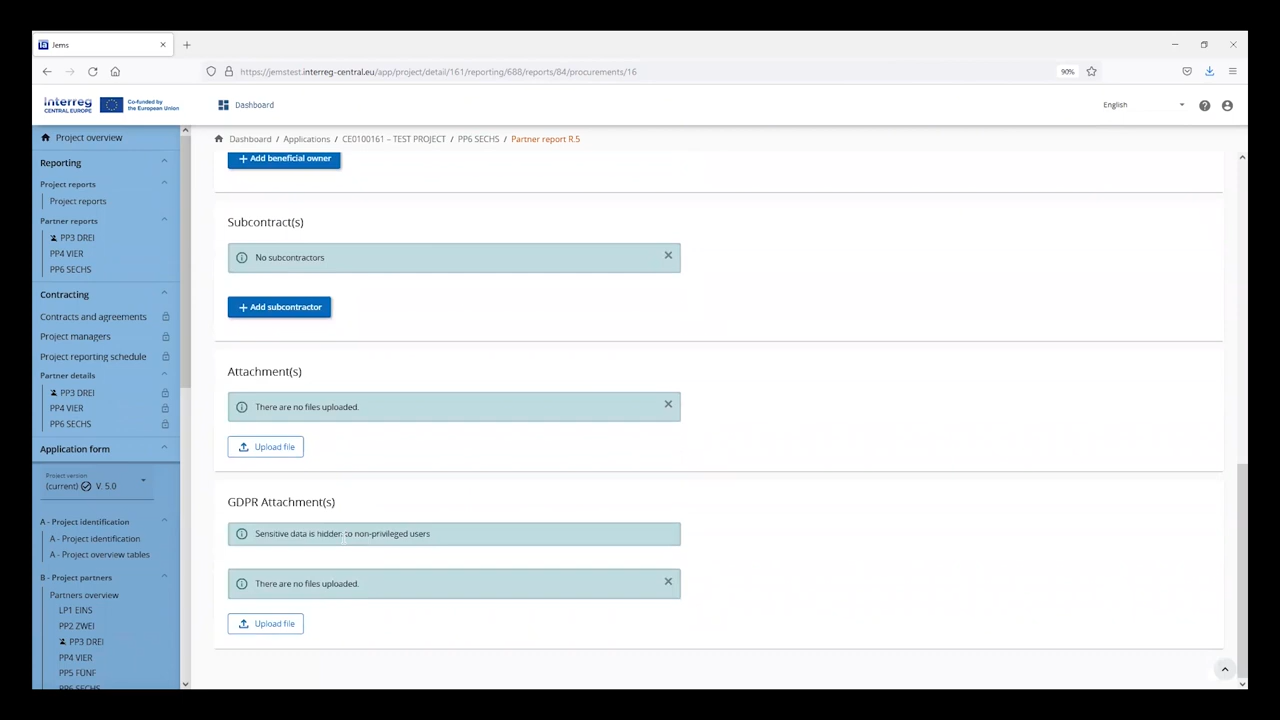 Jems
https://jemstest.interreg-central.eu/app/project/detail/161/reporting/688/reports/84/procurements/16
90%
Interreg
CENTRAL EUROPE
Co-funded by
the European Union
Dashboard
English
Project overview
Reporting
Project reports
Project reports
Partner reports
PP3 DREI
PP4 VIER
PP6 SECHS
Contracting
Contracts and agreements
Project managers
Project reporting schedule
Partner details
PP3 DREI
PP4 VIER
PP6 SECHS
Application form
Project version
(current) V. 5.0
A - Project identification
A - Project identification
A - Project overview tables
B - Project partners
Partners overview
LP1 EINS
PP2 ZWEI
PP3 DREI
PP4 VIER
PP5 FÜNF
PP6 SECHS
Dashboard / Applications / CE0100161 – TEST PROJECT / PP6 SECHS / Partner report R.5
+ Add beneficial owner
Subcontract(s)
No subcontractors
+ Add subcontractor
Attachment(s)
There are no files uploaded.
Upload file
GDPR Attachment(s)
Sensitive data is hidden to non-privileged users
There are no files uploaded.
Upload file